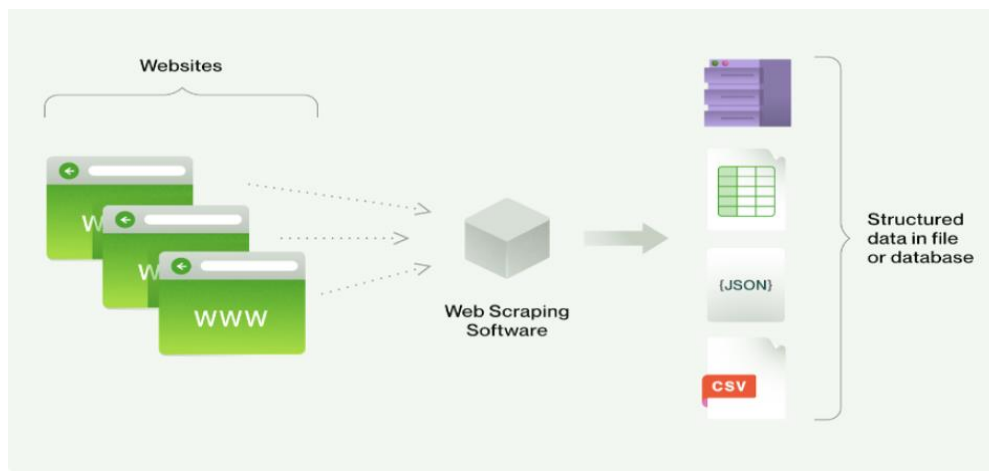 Websites
W
W
WWW
Web Scraping
Software
{JSON}
CSV
Structured
data in file
or database